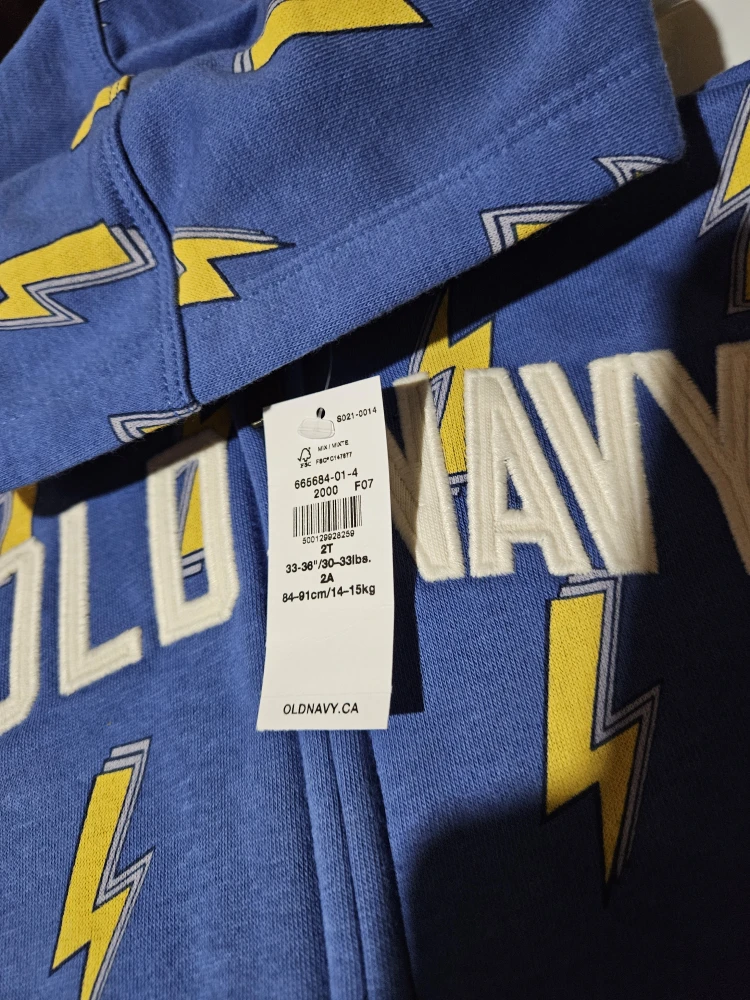 OLD NAVY
S021-0014
MIX / MIXTE
FSC® C147877
FSC
665684-01-4
2000 F07
500129928259
2T
33-36"/30-33lbs.
2A
84-91cm/14-15kg
OLDNAVY.CA